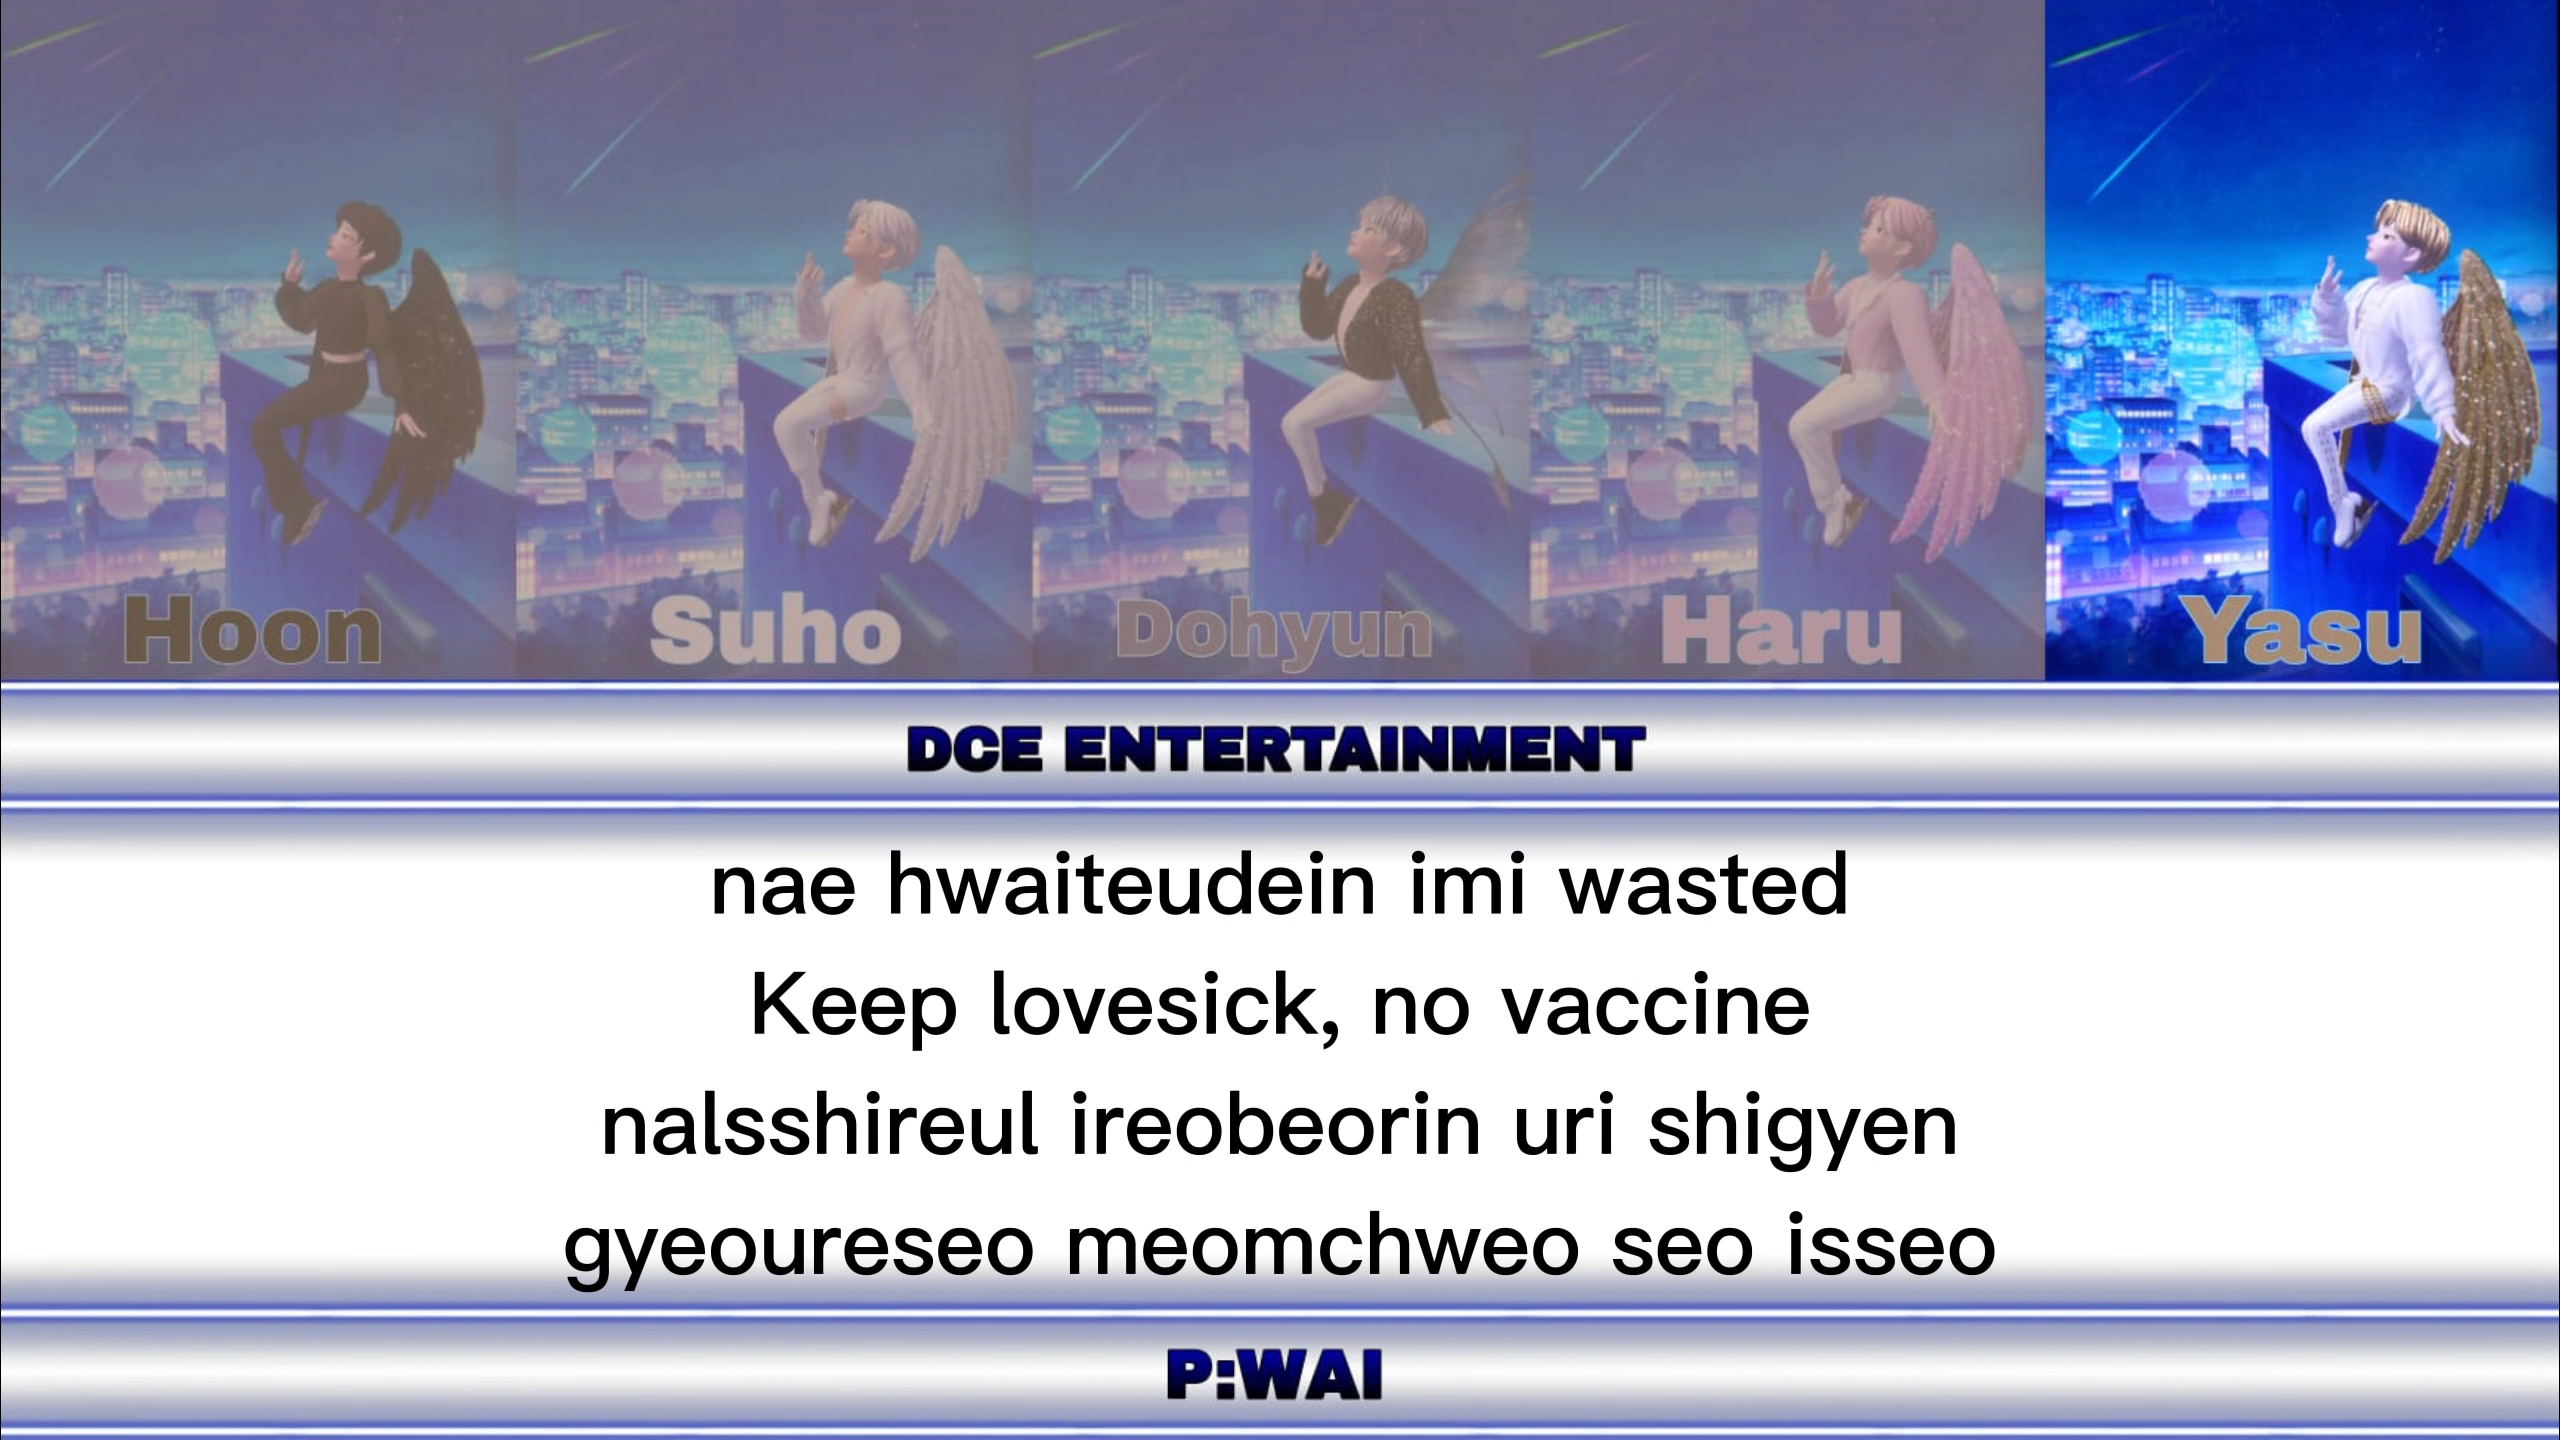 Hoon
Suho
Dohyun
Haru
Yasu
DCE ENTERTAINMENT
nae hwaiteudein imi wasted
Keep lovesick, no vaccine
nalsshireul ireobeorin uri shigyen
gyeoureseo meomchweo seo isseo
P:WAI